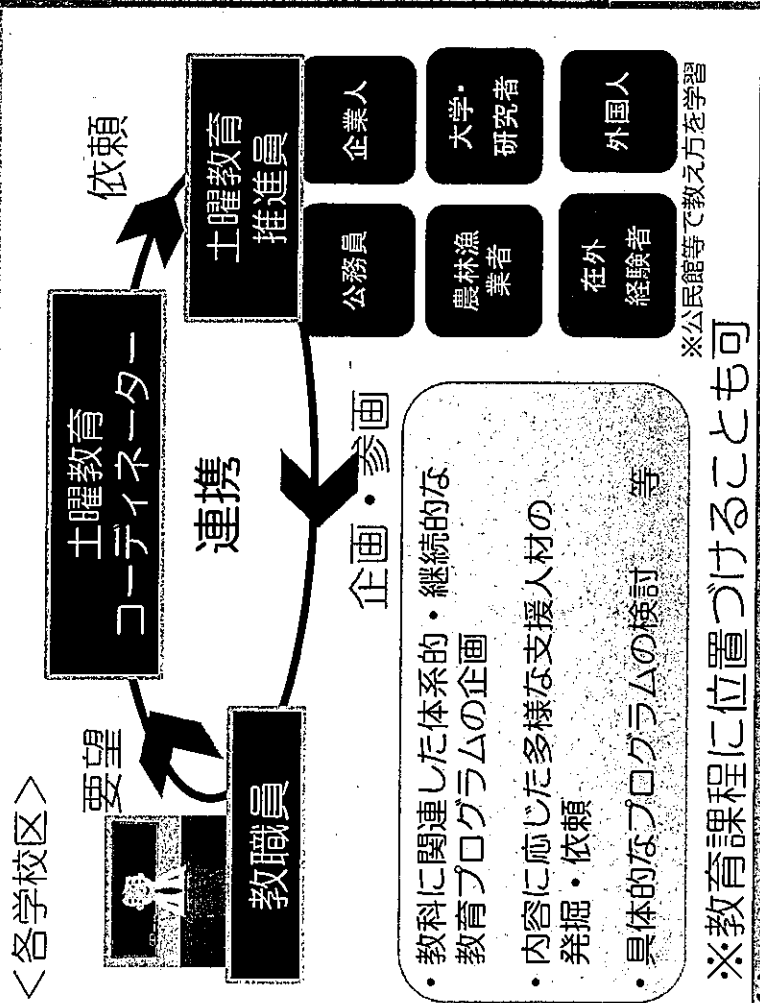 <各学校区>
要望
教職員
土曜教育
コーディネーター
連携
依頼
土曜教育
推進員
企画・参画
公務員
企業人
農林漁
業者
大学・
研究者
在外
経験者
外国人
※公民館等で教え方を学習
・教科に関連した体系的・継続的な
教育プログラムの企画
・内容に応じた多様な支援人材の
発掘・依頼
・具体的なプログラムの検討 等
※教育課程に位置づけることも可